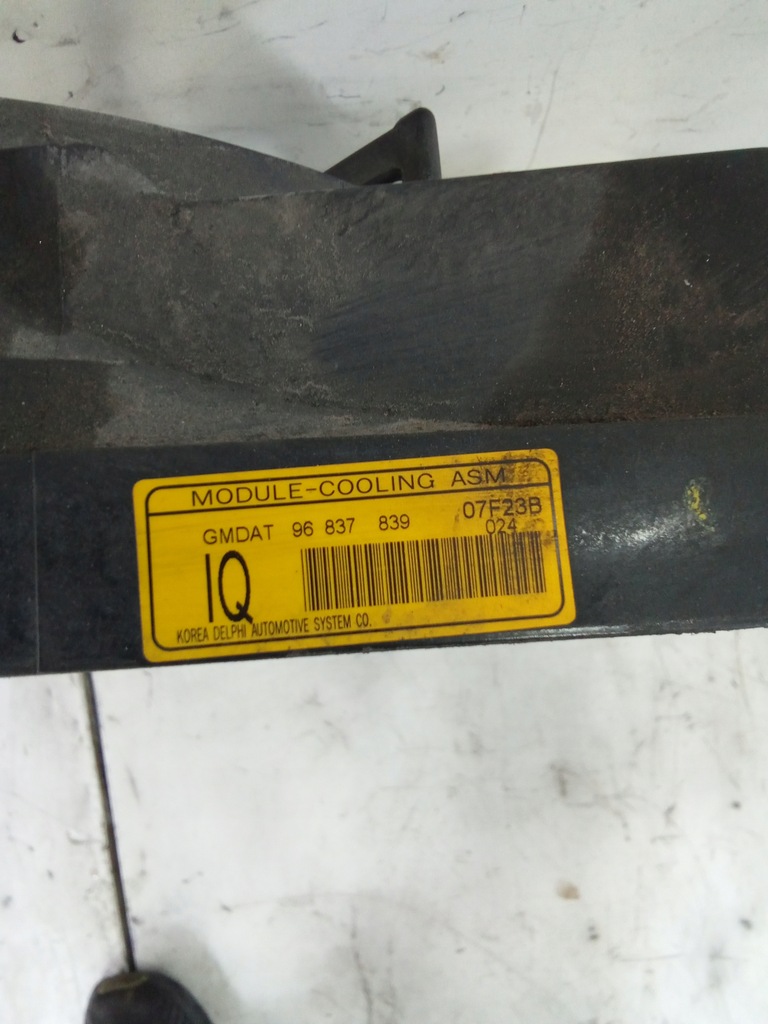 MODULE-COOLING ASM
GMDAT 96 837 839 07F23B
024
IQ
KOREA DELPHI AUTOMOTIVE SYSTEM CO.